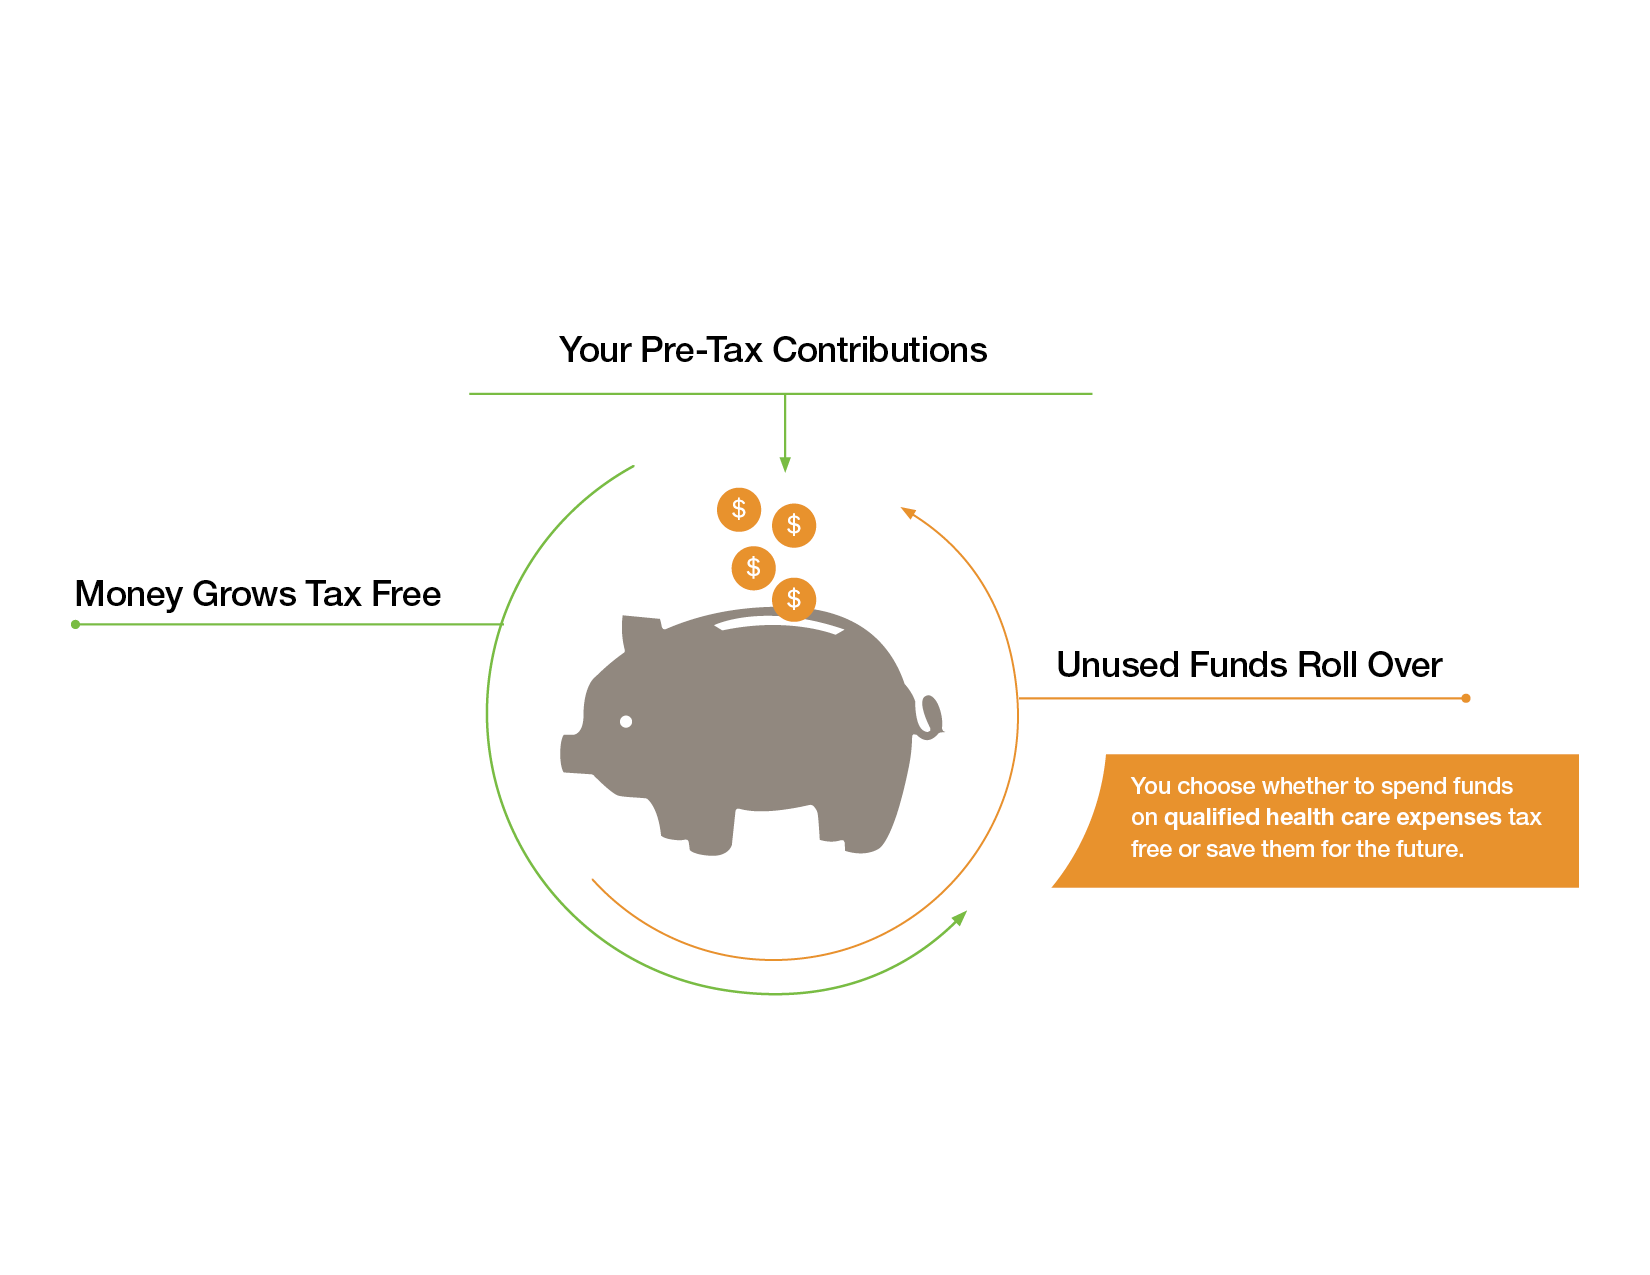 Your Pre-Tax Contributions
$
$
$
$
Money Grows Tax Free
Unused Funds Roll Over
You choose whether to spend funds
on qualified health care expenses tax
free or save them for the future.